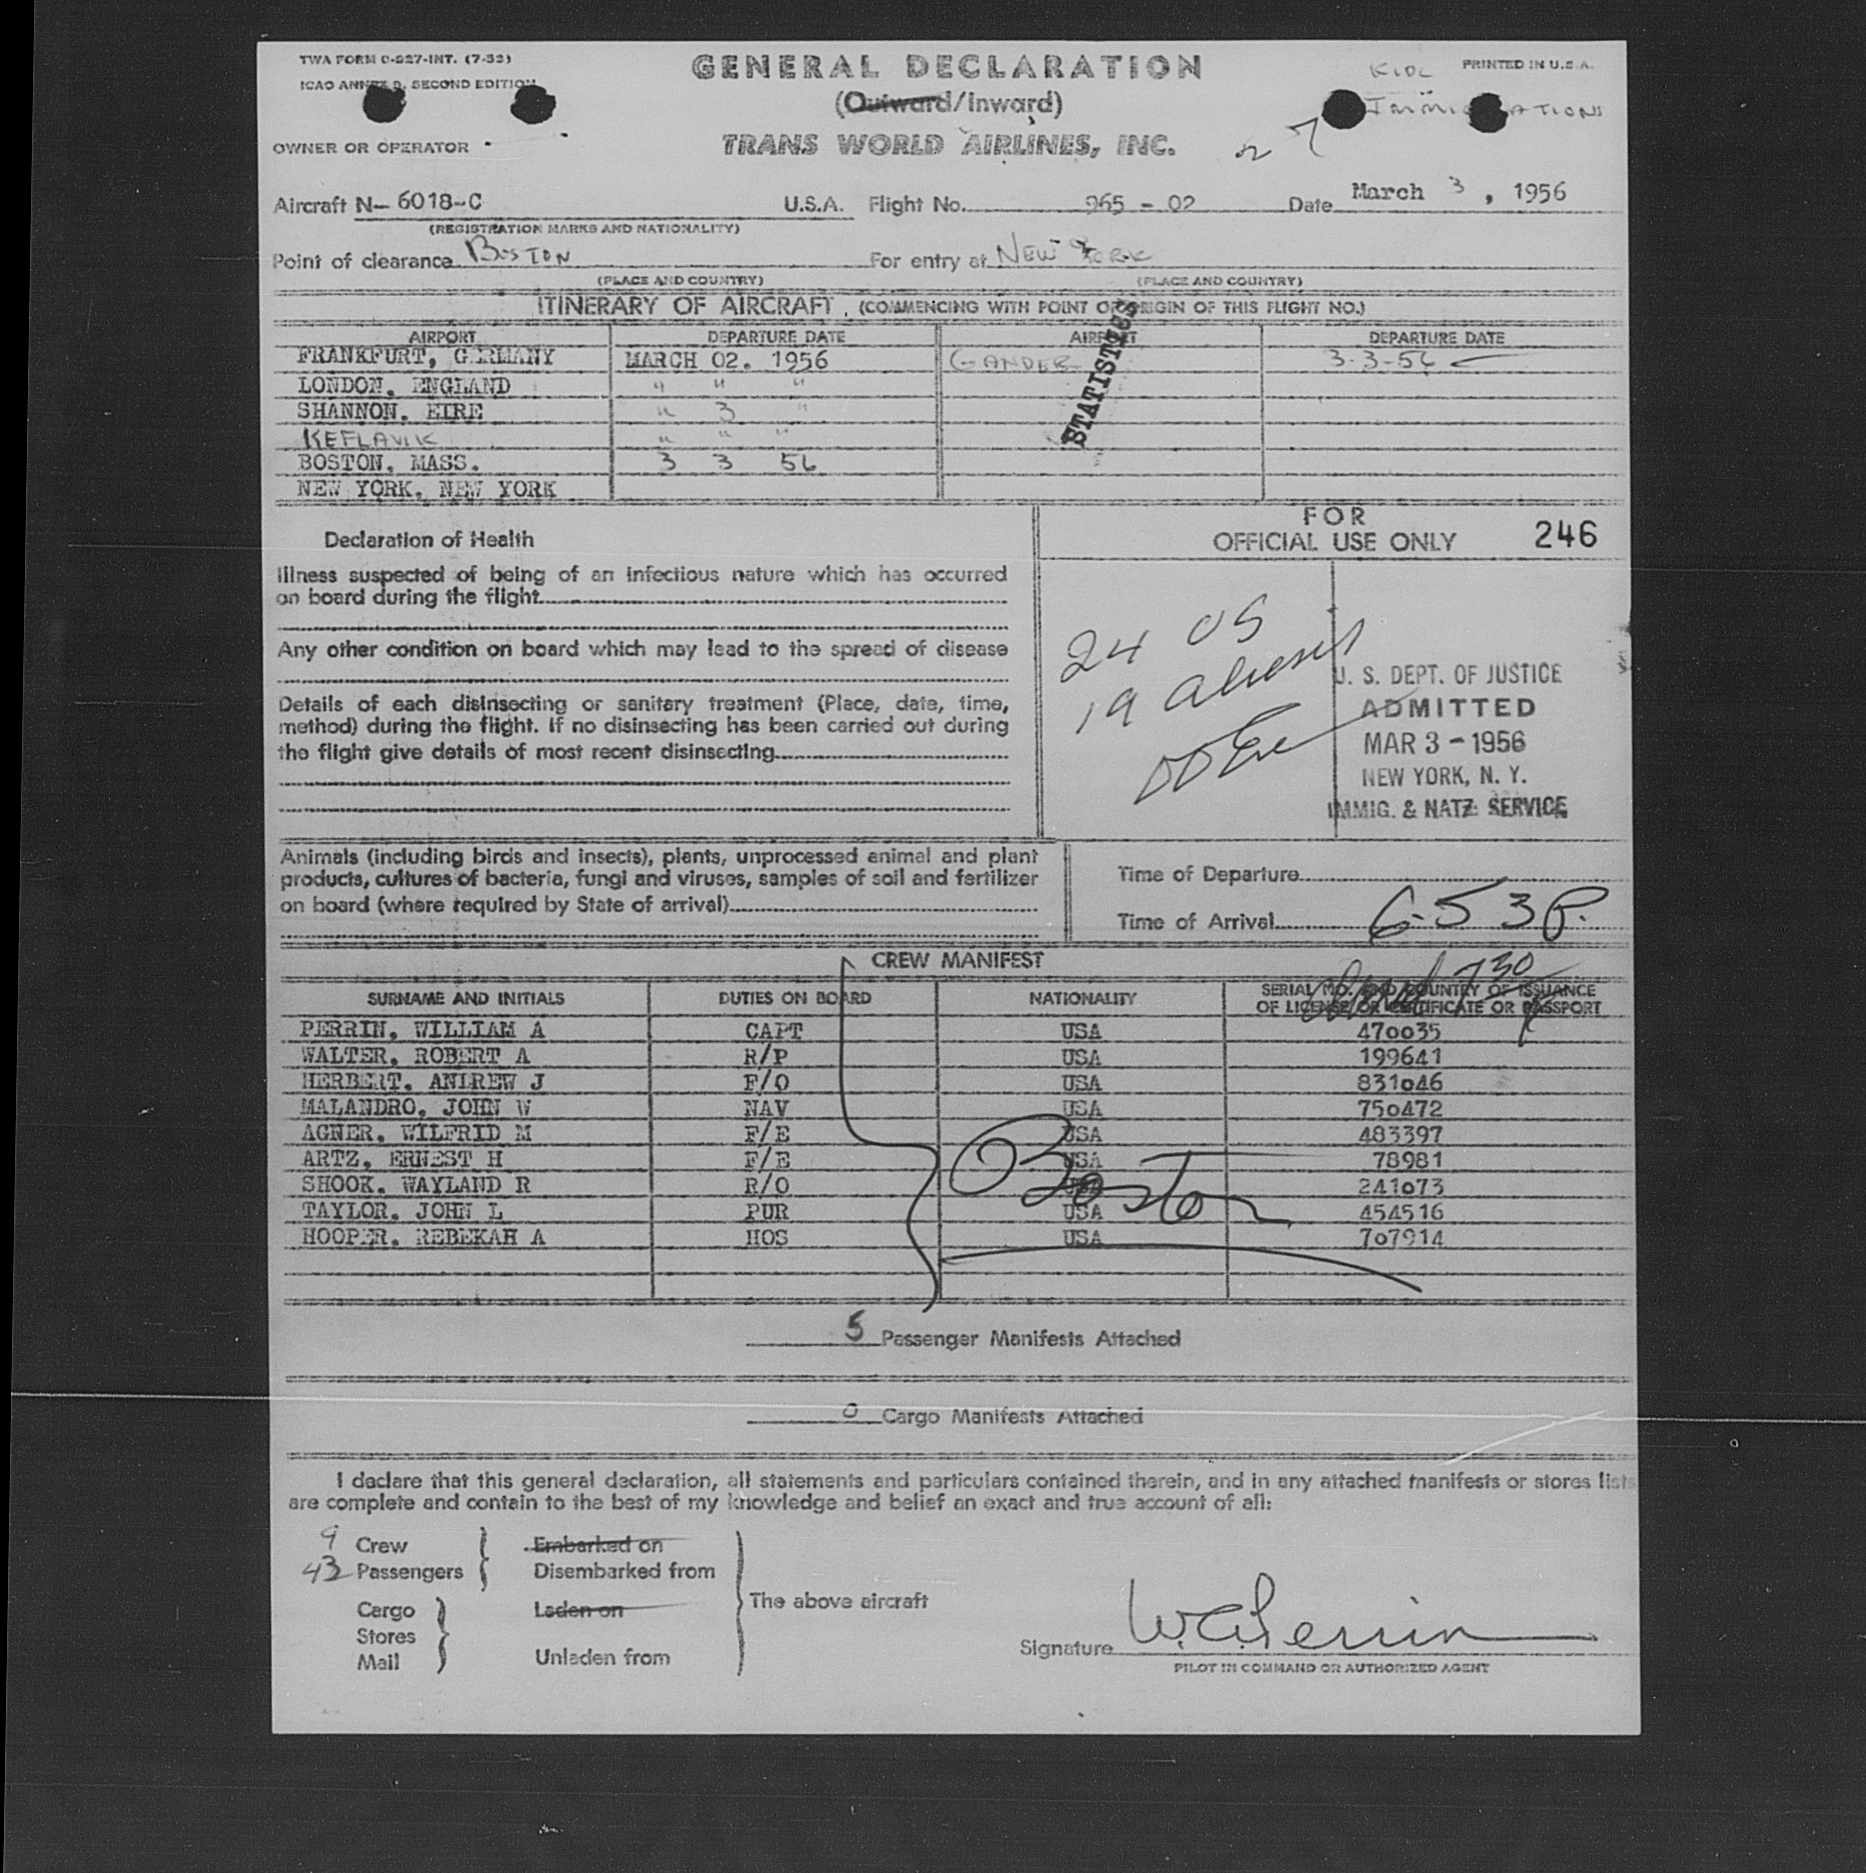 TWA FORM O-227-INT. (7-53)
ICAO ANNEX 9, SECOND EDITION
PRINTED IN U.S.A.
GENERAL DECLARATION
(Outward/Inward)
KIDL
IMMIGRATIONS
OWNER OR OPERATOR
TRANS WORLD AIRLINES, INC.
Aircraft N- 6018-C U.S.A. Flight No. 965 - 02 Date March 3, 1956
(REGISTRATION MARKS AND NATIONALITY)
Point of clearance BOSTON For entry at NEW YORK
(PLACE AND COUNTRY) (PLACE AND COUNTRY)
ITINERARY OF AIRCRAFT (COMMENCING WITH POINT OF ORIGIN OF THIS FLIGHT NO.)
AIRPORT DEPARTURE DATE AIRPORT DEPARTURE DATE
FRANKFURT, GERMANY MARCH 02. 1956 GANDER 3-3-56
LONDON. ENGLAND " " "
SHANNON. EIRE " 3 "
KEFLAVIK " " "
BOSTON. MASS. 3 3 56
NEW YORK. NEW YORK
STATISTICS
Declaration of Health
FOR
OFFICIAL USE ONLY 246
Illness suspected of being of an infectious nature which has occurred
on board during the flight
Any other condition on board which may lead to the spread of disease
Details of each disinsecting or sanitary treatment (Place, date, time,
method) during the flight. If no disinsecting has been carried out during
the flight give details of most recent disinsecting
24 US
19 aliens
U. S. DEPT. OF JUSTICE
ADMITTED
MAR 3 - 1956
NEW YORK, N. Y.
IMMIG. & NATZ. SERVICE
Animals (including birds and insects), plants, unprocessed animal and plant
products, cultures of bacteria, fungi and viruses, samples of soil and fertilizer
on board (where required by State of arrival)
Time of Departure
Time of Arrival 6-53 P.
730
CREW MANIFEST
SURNAME AND INITIALS DUTIES ON BOARD NATIONALITY SERIAL NO. AND COUNTRY OF ISSUANCE
OF LICENSE OR CERTIFICATE OR PASSPORT
PERRIN, WILLIAM A CAPT USA 470035
WALTER, ROBERT A R/P USA 199641
HERBERT. ANDREW J F/O USA 831046
MALANDRO, JOHN W NAV USA 750472
AGNER. WILFRID M F/E USA 483397
ARTZ, ERNEST H F/E USA 78981
SHOOK. WAYLAND R R/O USA 241073
TAYLOR. JOHN L PUR USA 454516
HOOPER. REBEKAH A HOS USA 707914
Boston
5 Passenger Manifests Attached
0 Cargo Manifests Attached
I declare that this general declaration, all statements and particulars contained therein, and in any attached manifests or stores lists
are complete and contain to the best of my knowledge and belief an exact and true account of all:
9 Crew Embarked on
43 Passengers Disembarked from
The above aircraft
Cargo Laden on
Stores
Mail Unladen from
Signature W.A. Perrin
PILOT IN COMMAND OR AUTHORIZED AGENT